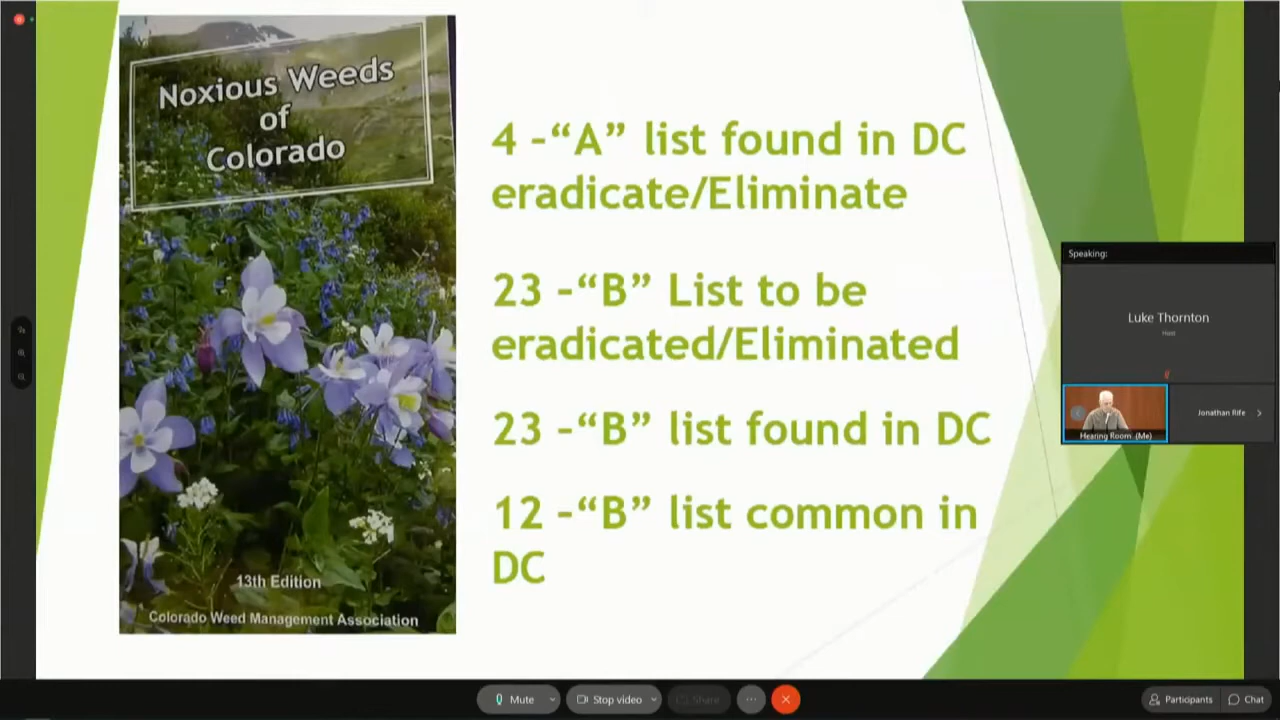 Noxious Weeds
of
Colorado
13th Edition
Colorado Weed Management Association
4 -“A” list found in DC
eradicate/Eliminate
23 -“B” List to be
eradicated/Eliminated
23 -“B” list found in DC
12 -“B” list common in
DC
Speaking:
Luke Thornton
Host
Hearing Room (Me)
Jonathan Rife
Mute
Stop video
Share
Participants
Chat